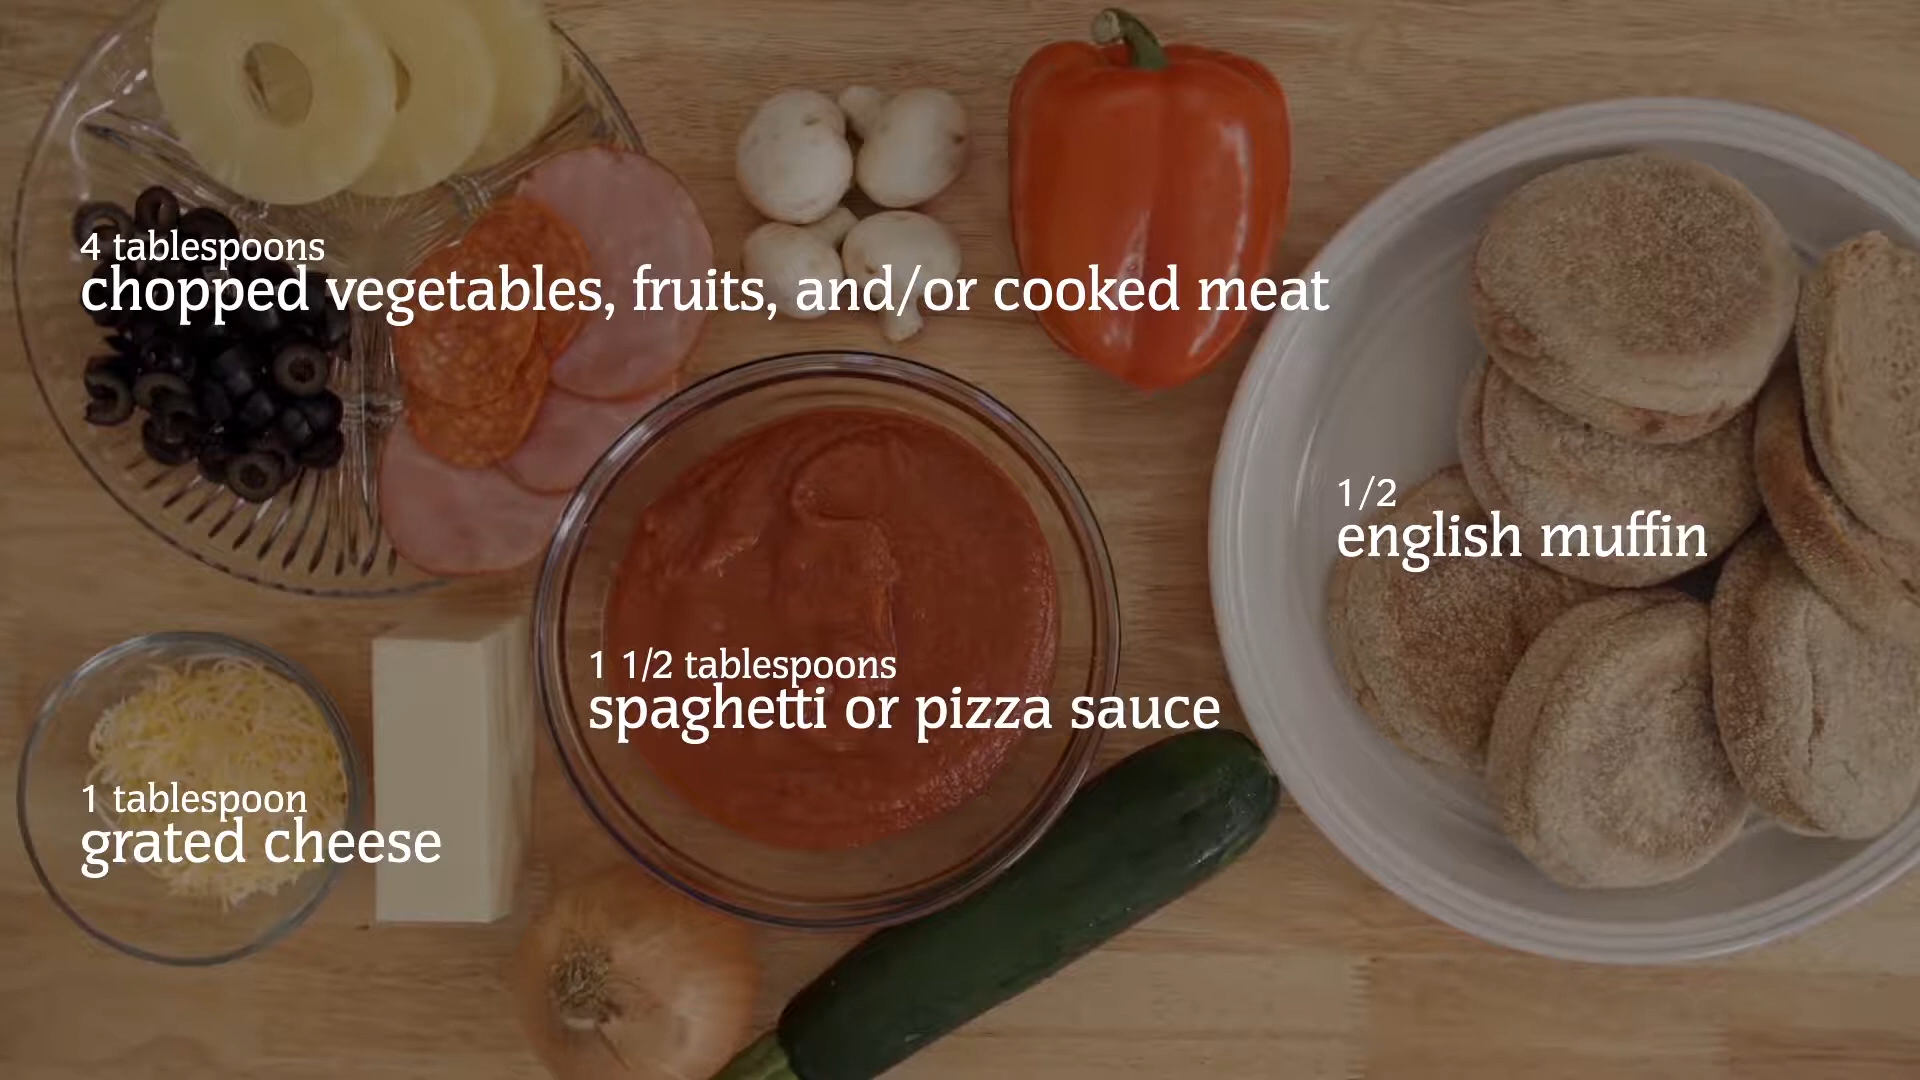 4 tablespoons
chopped vegetables, fruits, and/or cooked meat
1/2
english muffin
1 1/2 tablespoons
spaghetti or pizza sauce
1 tablespoon
grated cheese